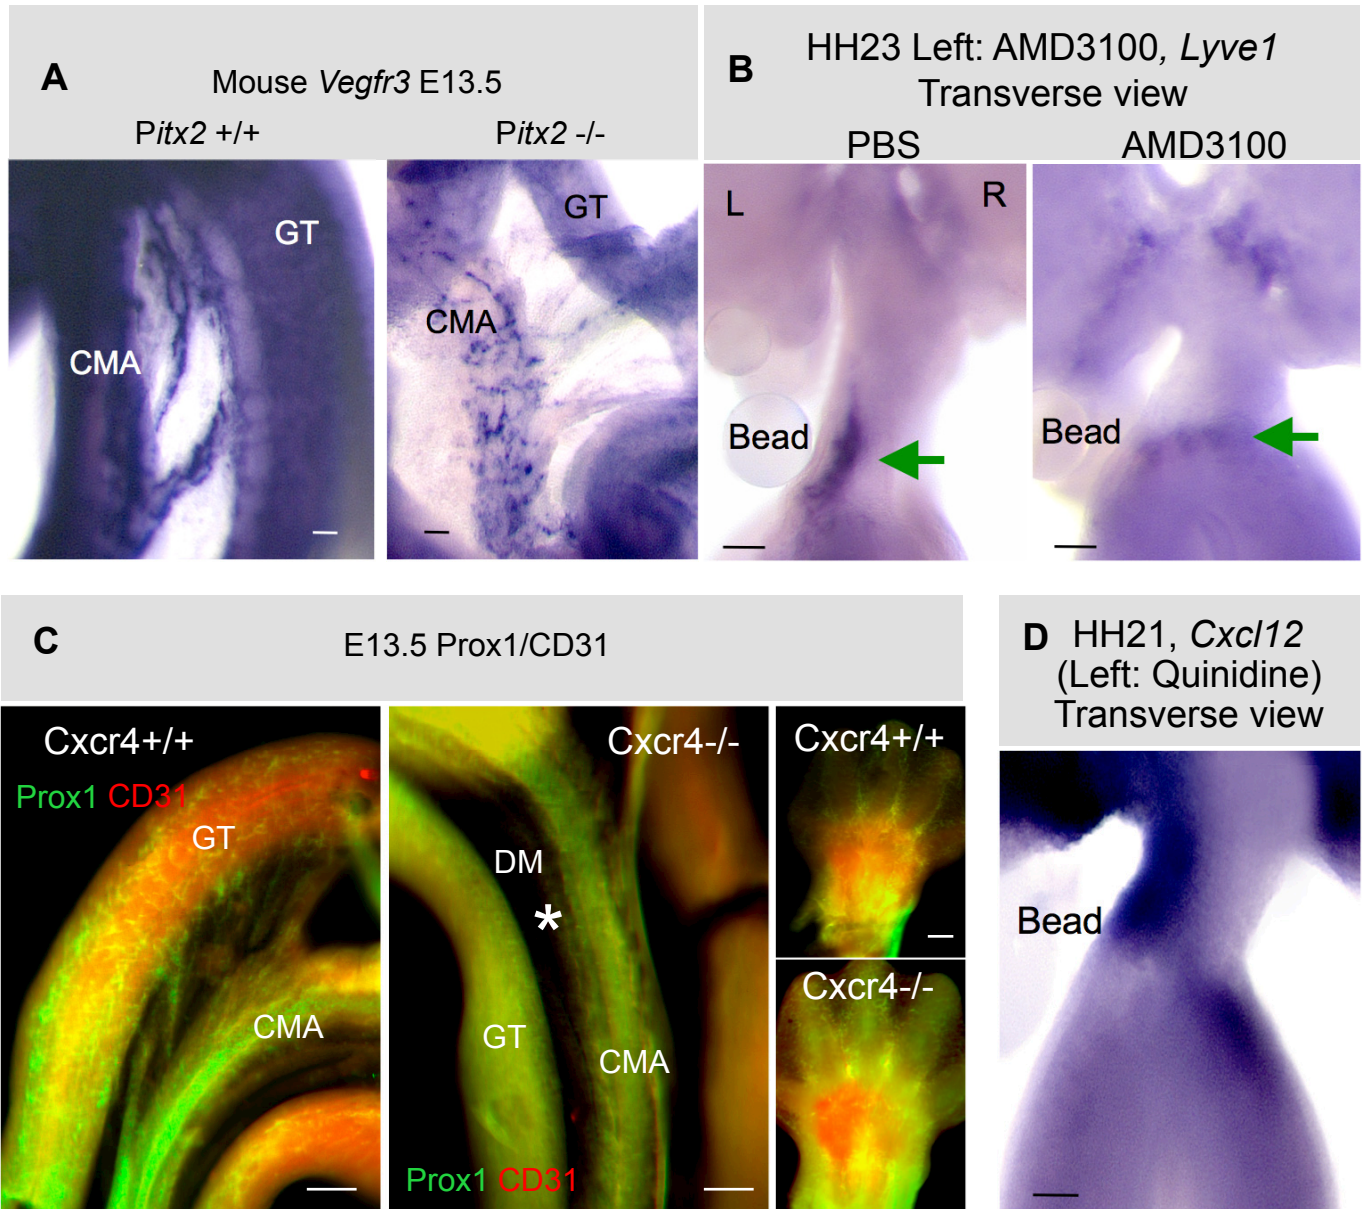 A
Mouse Vegfr3 E13.5
Pitx2 +/+
Pitx2 -/-
GT
CMA
GT
CMA
B
HH23 Left: AMD3100, Lyve1
Transverse view
PBS
AMD3100
L
R
Bead
Bead
C
E13.5 Prox1/CD31
Cxcr4+/+
Prox1 CD31
GT
CMA
Cxcr4-/-
DM
*
GT
CMA
Prox1 CD31
Cxcr4+/+
Cxcr4-/-
D
HH21, Cxcl12
(Left: Quinidine)
Transverse view
Bead